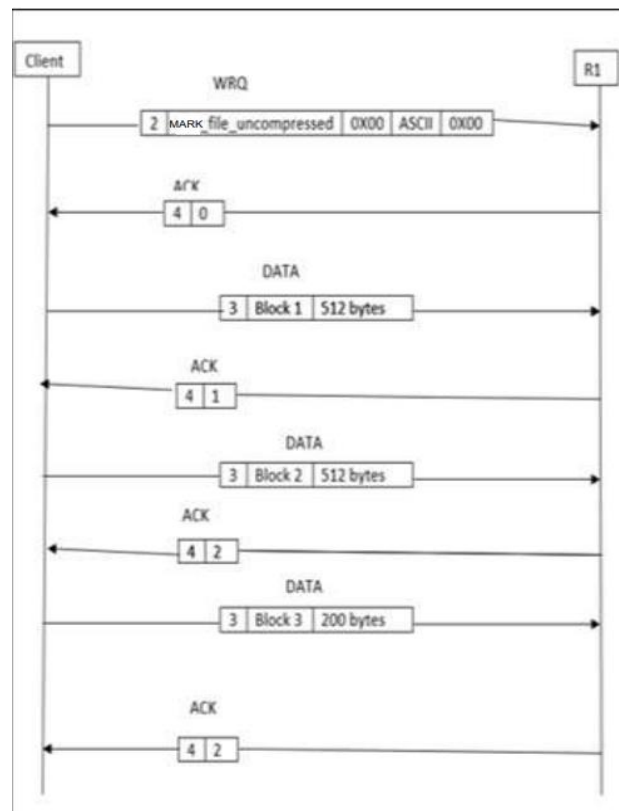 Client
R1
WRQ
2 MARK_file_uncompressed 0X00 ASCII 0X00
ACK
4 0
DATA
3 Block 1 512 bytes
ACK
4 1
DATA
3 Block 2 512 bytes
ACK
4 2
DATA
3 Block 3 200 bytes
ACK
4 2